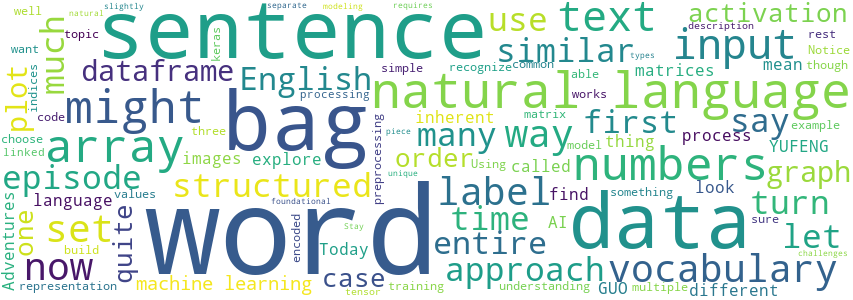 well
slightly
separate
modeling
requires
natural
want
topic
much
keras
sentence
use
text
activation
description
rest
Notice
though
plot
indices
dataframe
English
similar
recognize
common
input
matrices
mean
able
types
code
might
bag
simple
processing
natural language
works
matrix
choose
linked
array
three
images
explore
preprocessing
piece
inherent
many
way
first
say
process
example
model
thing
YUFENG
episode
structured
order
called
Using
unique
numbers
graph
language
values
foundational
word
label
find
something
look
sure
Adventures
one
set
build
quite
encoded
Stay
Today
time
AI
data
turn
let
entire
understanding
now
representation
machine learning
case
tensor
training
approach
GUO
multiple
vocabulary
different
challenges